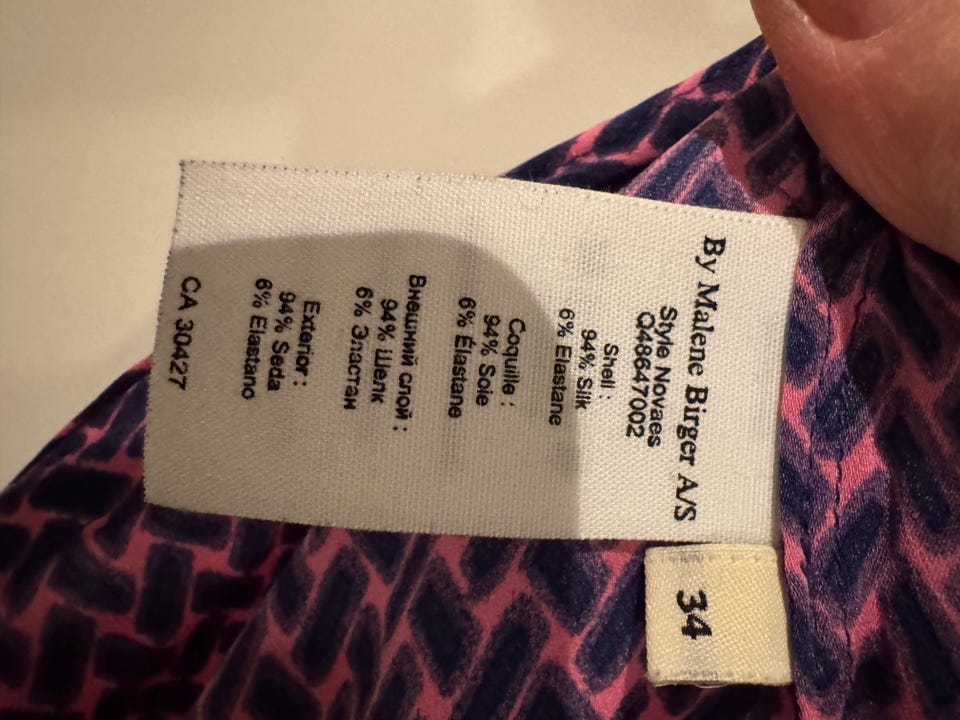 By Malene Birger A/S
Style Novaes
Q48647002
Shell :
94% Silk
6% Elastane
Coquille :
94% Soie
6% Élastane
Внешний слой :
94% Шелк
6% Эластан
Exterior :
94% Seda
6% Elastano
CA 30427
34